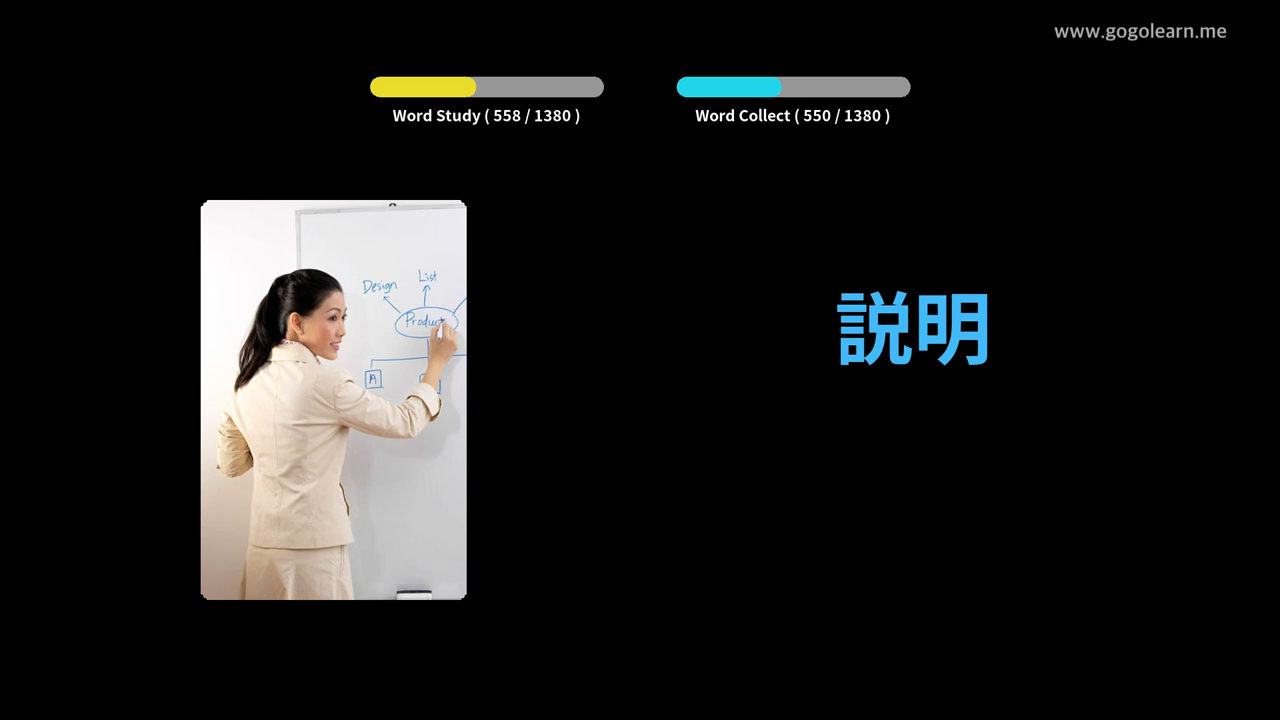 www.gogolearn.me
Word Study ( 558 / 1380 )
Word Collect ( 550 / 1380 )
説明
List
Design
Product
A